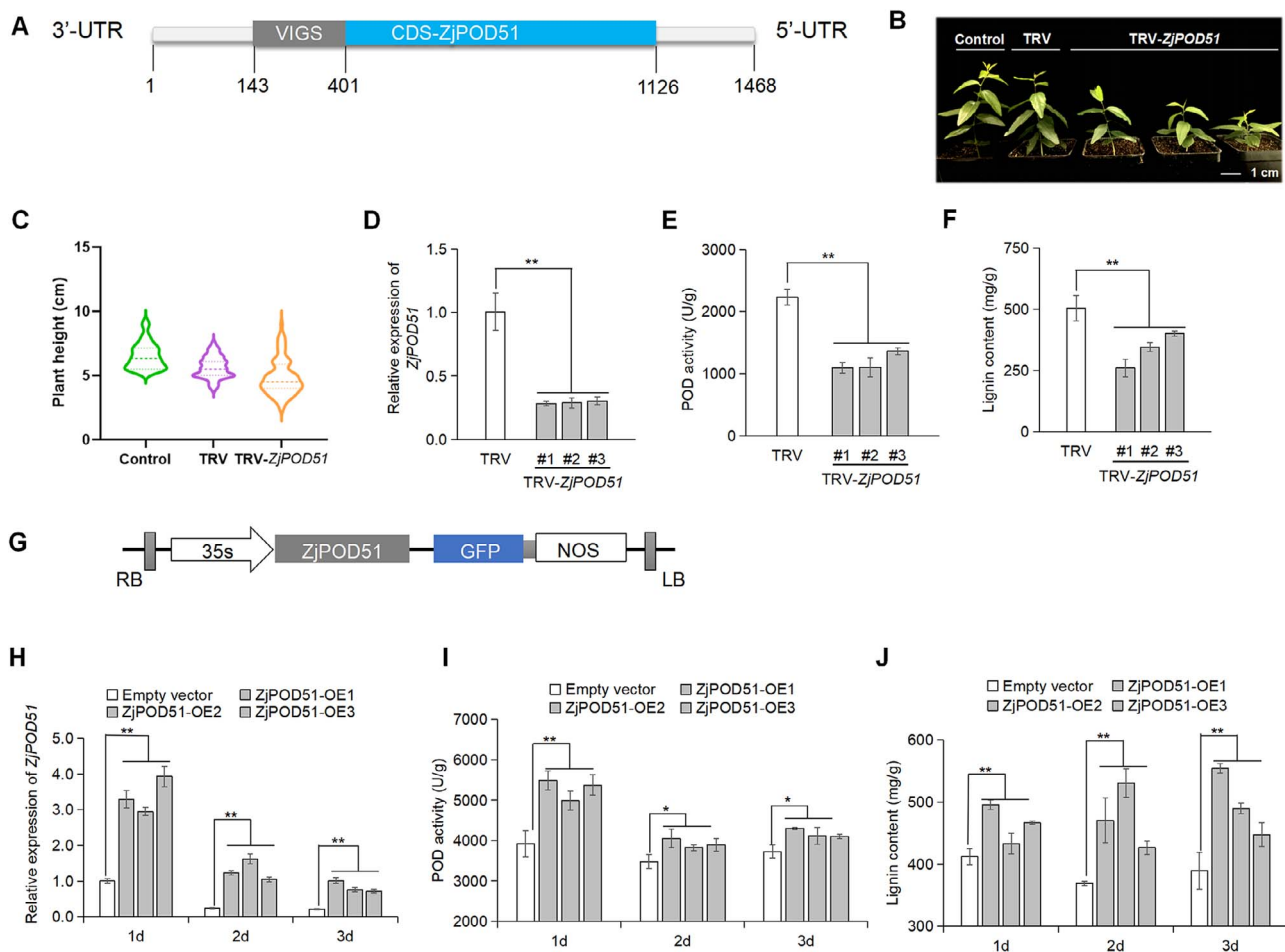 A
3'-UTR
VIGS
CDS-ZjPOD51
5'-UTR
1
143
401
1126
1468
B
Control
TRV
TRV-ZjPOD51
1 cm
C
Plant height (cm)
15
10
5
0
Control
TRV
TRV-ZjPOD51
D
Relative expression of
ZjPOD51
1.5
1.0
0.5
0.0
**
TRV
#1 #2 #3
TRV-ZjPOD51
E
POD activity (U/g)
3000
2000
1000
0
**
TRV
#1 #2 #3
TRV-ZjPOD51
F
Lignin content (mg/g)
750
500
250
0
**
TRV
#1 #2 #3
TRV-ZjPOD51
G
RB
35s
ZjPOD51
GFP
NOS
LB
H
Empty vector
ZjPOD51-OE1
ZjPOD51-OE2
ZjPOD51-OE3
Relative expression of ZjPOD51
5.0
4.0
3.0
2.0
1.0
0.0
**
**
**
1d
2d
3d
I
Empty vector
ZjPOD51-OE1
ZjPOD51-OE2
ZjPOD51-OE3
POD activity (U/g)
7000
6000
5000
4000
3000
2000
**
*
*
1d
2d
3d
J
Empty vector
ZjPOD51-OE1
ZjPOD51-OE2
ZjPOD51-OE3
Lignin content (mg/g)
600
500
400
300
**
**
**
1d
2d
3d